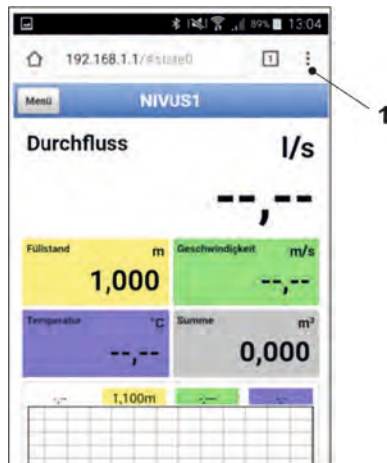 89% 13:04
192.168.1.1/#state0 1
1
Menü NIVUS1
Durchfluss l/s
--,--
Füllstand m Geschwindigkeit m/s
1,000 --,--
Temperatur °C Summe m³
--,-- 0,000
-,-- 1,100m -,-- -,--